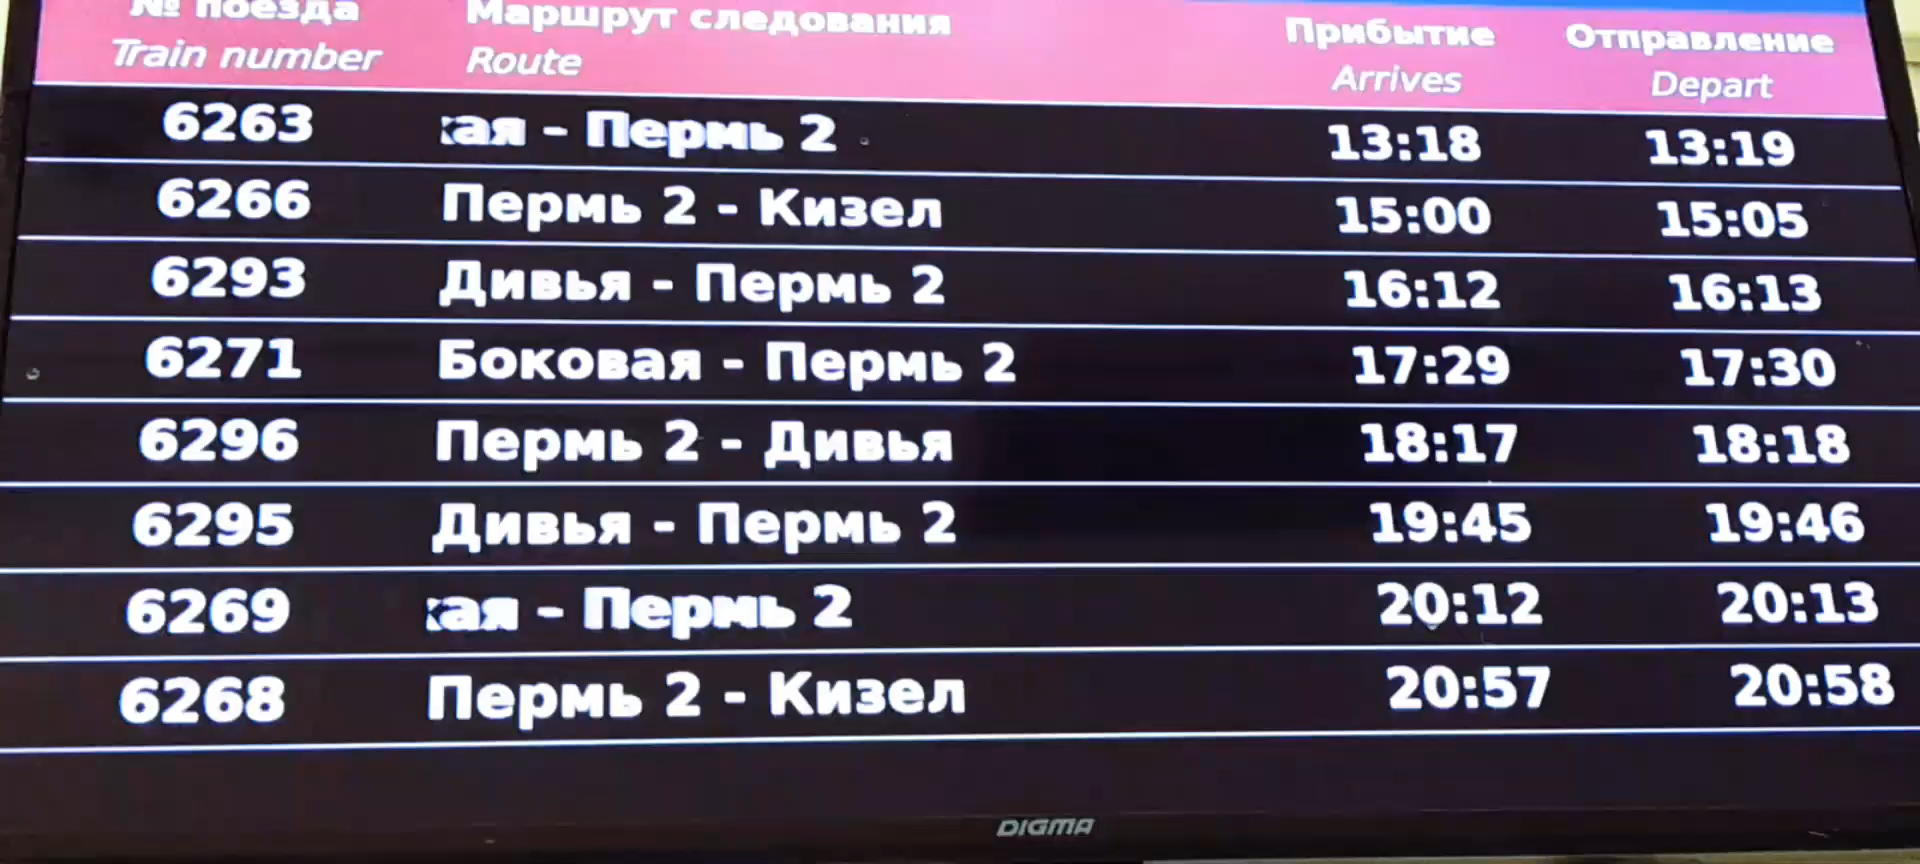 № поезда Маршрут следования Прибытие Отправление
Train number Route Arrives Depart
6263 кая - Пермь 2 13:18 13:19
6266 Пермь 2 - Кизел 15:00 15:05
6293 Дивья - Пермь 2 16:12 16:13
6271 Боковая - Пермь 2 17:29 17:30
6296 Пермь 2 - Дивья 18:17 18:18
6295 Дивья - Пермь 2 19:45 19:46
6269 кая - Пермь 2 20:12 20:13
6268 Пермь 2 - Кизел 20:57 20:58
DIGMA